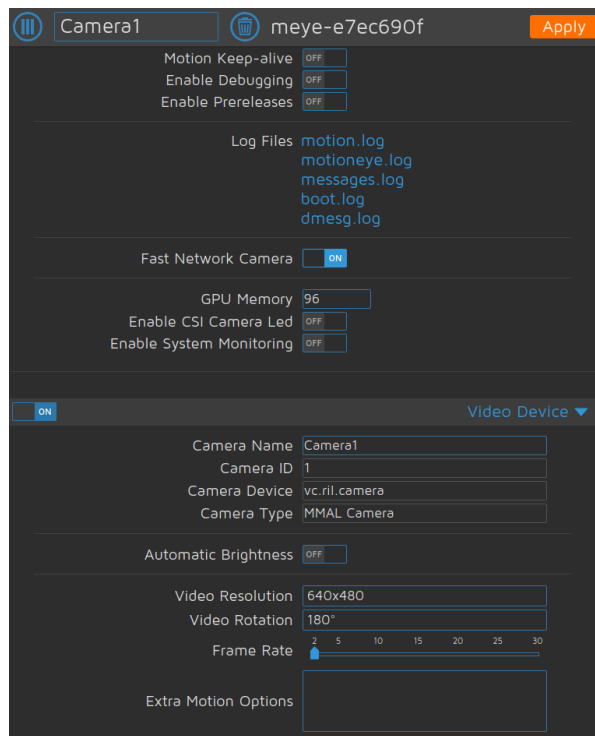 Camera1 meye-e7ec690f Apply
Motion Keep-alive OFF
Enable Debugging OFF
Enable Prereleases OFF
Log Files motion.log
motioneye.log
messages.log
boot.log
dmesg.log
Fast Network Camera ON
GPU Memory 96
Enable CSI Camera Led OFF
Enable System Monitoring OFF
ON Video Device
Camera Name Camera1
Camera ID 1
Camera Device vc.ril.camera
Camera Type MMAL Camera
Automatic Brightness OFF
Video Resolution 640x480
Video Rotation 180°
2 5 10 15 20 25 30
Frame Rate
Extra Motion Options